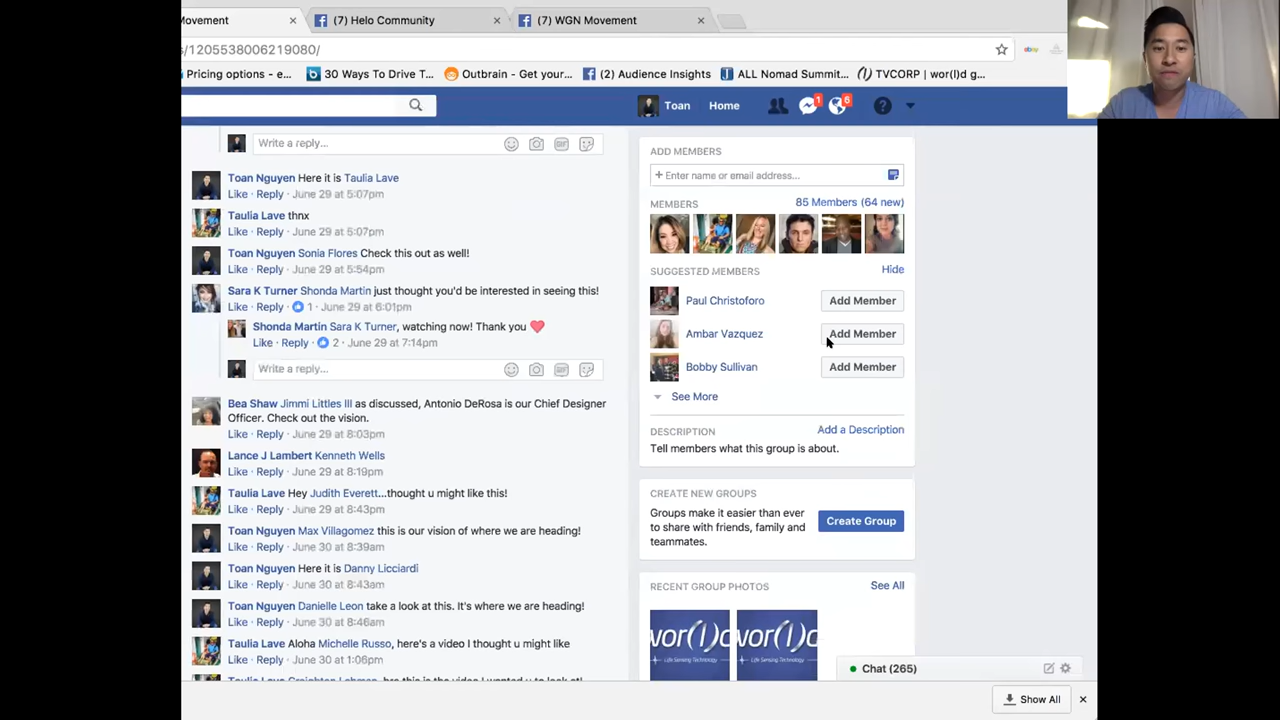 Movement
(7) Helo Community
(7) WGN Movement
s/1205538006219080/
ebay
Pricing options - e...
30 Ways To Drive T...
Outbrain - Get your...
(2) Audience Insights
ALL Nomad Summit...
TVCORP | wor(l)d g...
Toan
Home
1
6
Write a reply...
Toan Nguyen Here it is Taulia Lave
Like · Reply · June 29 at 5:07pm
Taulia Lave thnx
Like · Reply · June 29 at 5:07pm
Toan Nguyen Sonia Flores Check this out as well!
Like · Reply · June 29 at 5:54pm
Sara K Turner Shonda Martin just thought you'd be interested in seeing this!
Like · Reply · 1 · June 29 at 6:01pm
Shonda Martin Sara K Turner, watching now! Thank you ❤
Like · Reply · 2 · June 29 at 7:14pm
Write a reply...
Bea Shaw Jimmi Littles III as discussed, Antonio DeRosa is our Chief Designer
Officer. Check out the vision.
Like · Reply · June 29 at 8:03pm
Lance J Lambert Kenneth Wells
Like · Reply · June 29 at 8:19pm
Taulia Lave Hey Judith Everett...thought u might like this!
Like · Reply · June 29 at 8:43pm
Toan Nguyen Max Villagomez this is our vision of where we are heading!
Like · Reply · June 30 at 8:39am
Toan Nguyen Here it is Danny Licciardi
Like · Reply · June 30 at 8:43am
Toan Nguyen Danielle Leon take a look at this. It's where we are heading!
Like · Reply · June 30 at 8:46am
Taulia Lave Aloha Michelle Russo, here's a video I thought u might like
Like · Reply · June 30 at 1:06pm
ADD MEMBERS
+ Enter name or email address...
MEMBERS
85 Members (64 new)
SUGGESTED MEMBERS
Hide
Paul Christoforo
Add Member
Ambar Vazquez
Add Member
Bobby Sullivan
Add Member
See More
DESCRIPTION
Add a Description
Tell members what this group is about.
CREATE NEW GROUPS
Groups make it easier than ever
to share with friends, family and
teammates.
Create Group
RECENT GROUP PHOTOS
See All
wor(l)d
Life Sensing Technology
wor(l)d
Life Sensing Technology
Chat (265)
Show All